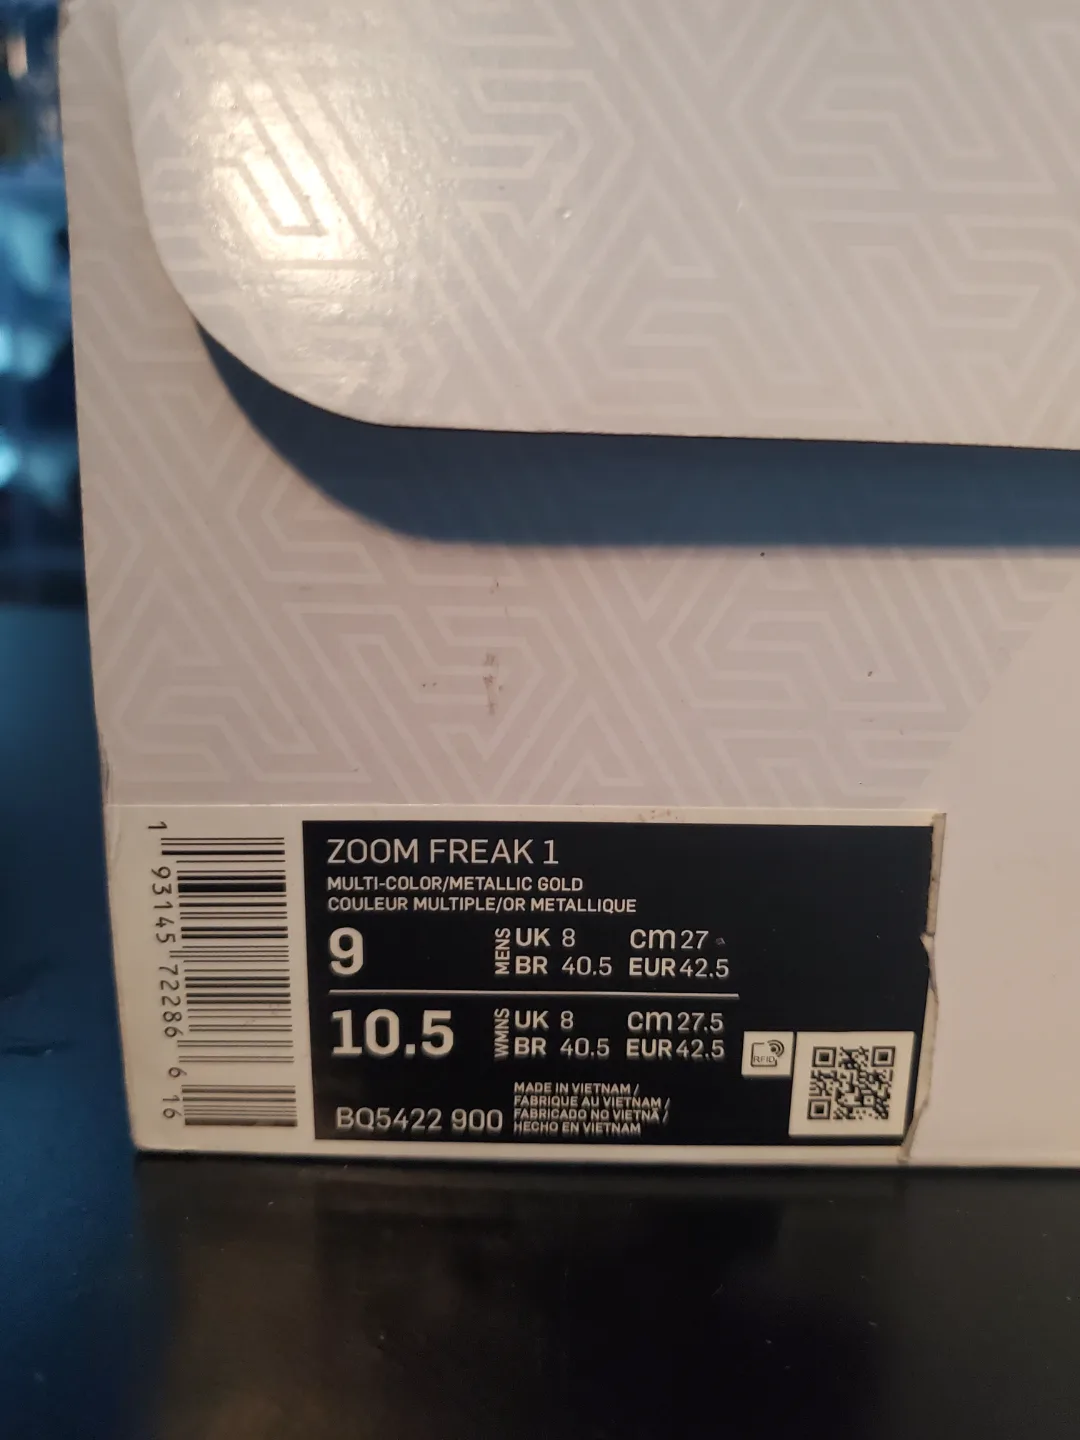 ZOOM FREAK 1
MULTI-COLOR/METALLIC GOLD
COULEUR MULTIPLE/OR METALLIQUE
9 MENS UK 8 cm 27
BR 40.5 EUR 42.5
10.5 WMNS UK 8 cm 27.5
BR 40.5 EUR 42.5
RFID
MADE IN VIETNAM /
FABRIQUE AU VIETNAM /
FABRICADO NO VIETNÃ /
HECHO EN VIETNAM
BQ5422 900
1 93145 72286 6 16